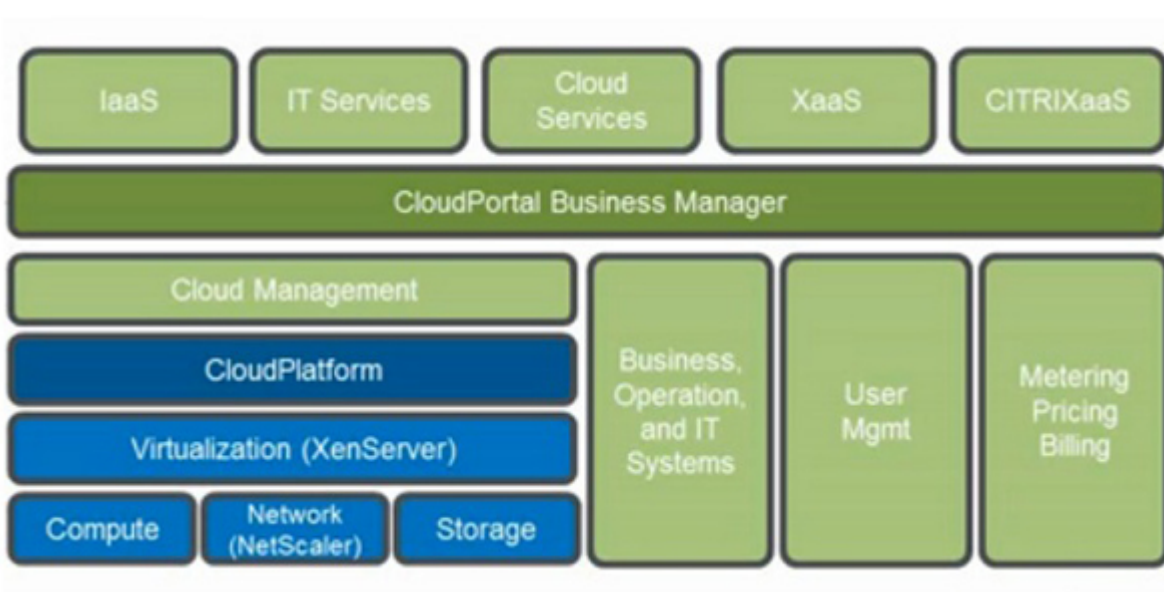 IaaS
IT Services
Cloud
Services
XaaS
CITRIXaaS
CloudPortal Business Manager
Cloud Management
CloudPlatform
Virtualization (XenServer)
Compute
Network
(NetScaler)
Storage
Business,
Operation,
and IT
Systems
User
Mgmt
Metering
Pricing
Billing